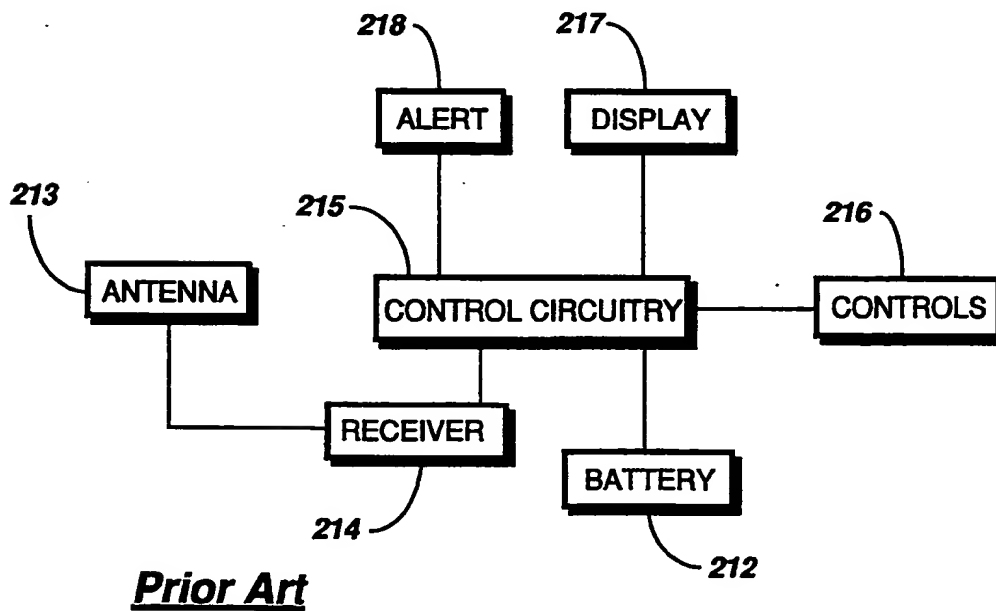 218
217
ALERT
DISPLAY
213
215
216
ANTENNA
CONTROL CIRCUITRY
CONTROLS
RECEIVER
BATTERY
214
212
Prior Art